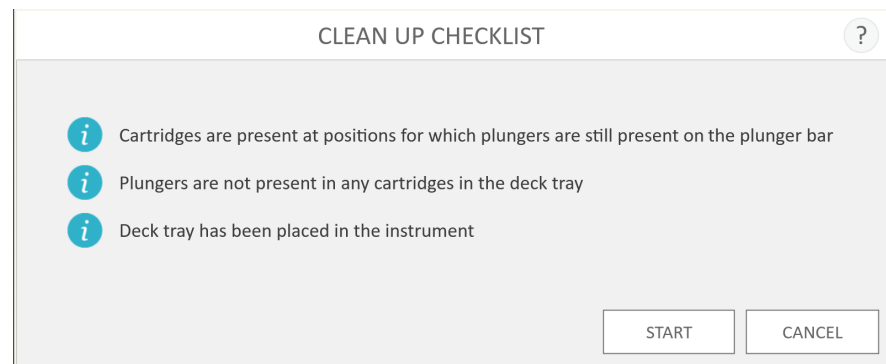 CLEAN UP CHECKLIST
?
i Cartridges are present at positions for which plungers are still present on the plunger bar
i Plungers are not present in any cartridges in the deck tray
i Deck tray has been placed in the instrument
START CANCEL